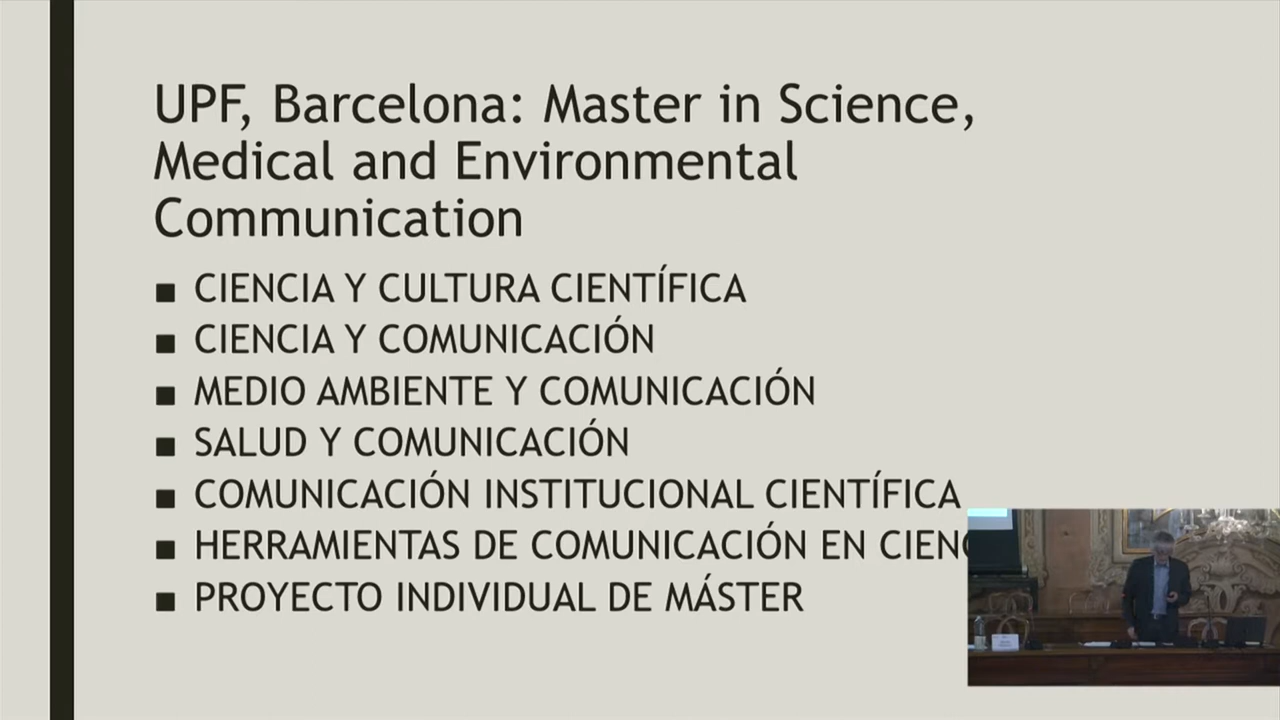 UPF, Barcelona: Master in Science,
Medical and Environmental
Communication
■ CIENCIA Y CULTURA CIENTÍFICA
■ CIENCIA Y COMUNICACIÓN
■ MEDIO AMBIENTE Y COMUNICACIÓN
■ SALUD Y COMUNICACIÓN
■ COMUNICACIÓN INSTITUCIONAL CIENTÍFICA
■ HERRAMIENTAS DE COMUNICACIÓN EN
■ PROYECTO INDIVIDUAL DE MÁSTER